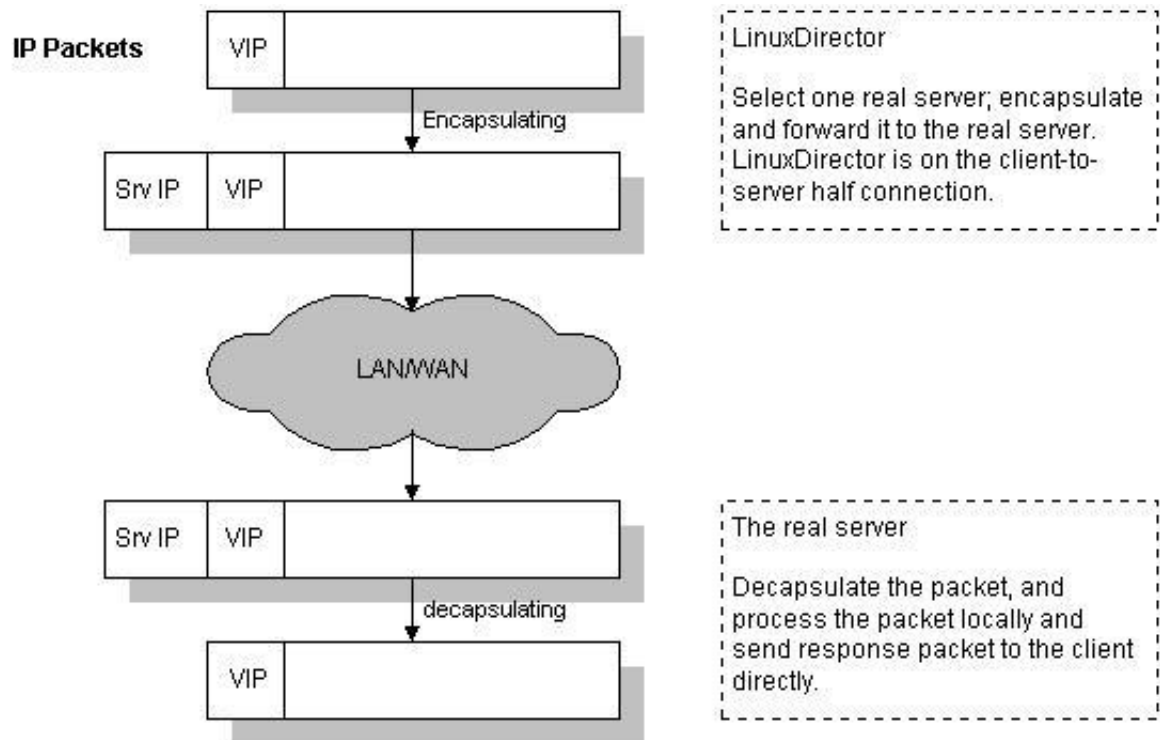 IP Packets
VIP
Encapsulating
Srv IP
VIP
LAN/WAN
Srv IP
VIP
decapsulating
VIP
LinuxDirector
Select one real server; encapsulate
and forward it to the real server.
LinuxDirector is on the client-to-
server half connection.
The real server
Decapsulate the packet, and
process the packet locally and
send response packet to the client
directly.